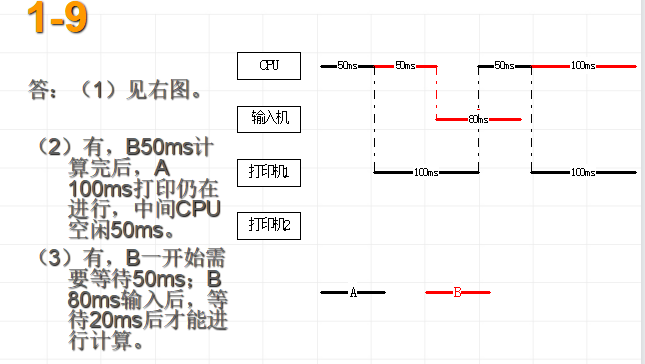 1-9
答：（1）见右图。
（2）有，B50ms计
算完后，A
100ms打印仍在
进行，中间CPU
空闲50ms。
（3）有，B一开始需
要等待50ms；B
80ms输入后，等
待20ms后才能进
行计算。
CPU
50ms 50ms 50ms 100ms
输入机
80ms
打印机1
100ms 100ms
打印机2
A B